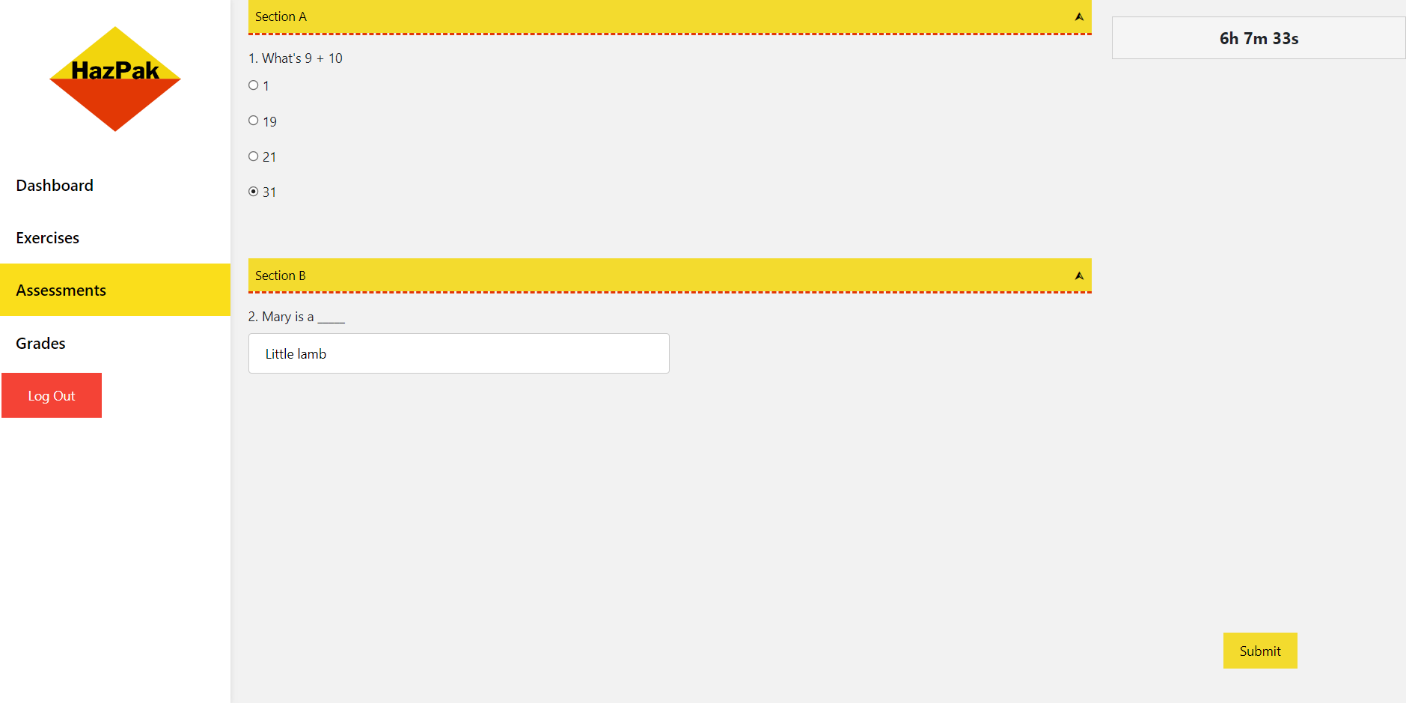 HazPak
Dashboard
Exercises
Assessments
Grades
Log Out
Section A
1. What's 9 + 10
1
19
21
31
Section B
2. Mary is a ____
Little lamb
6h 7m 33s
Submit